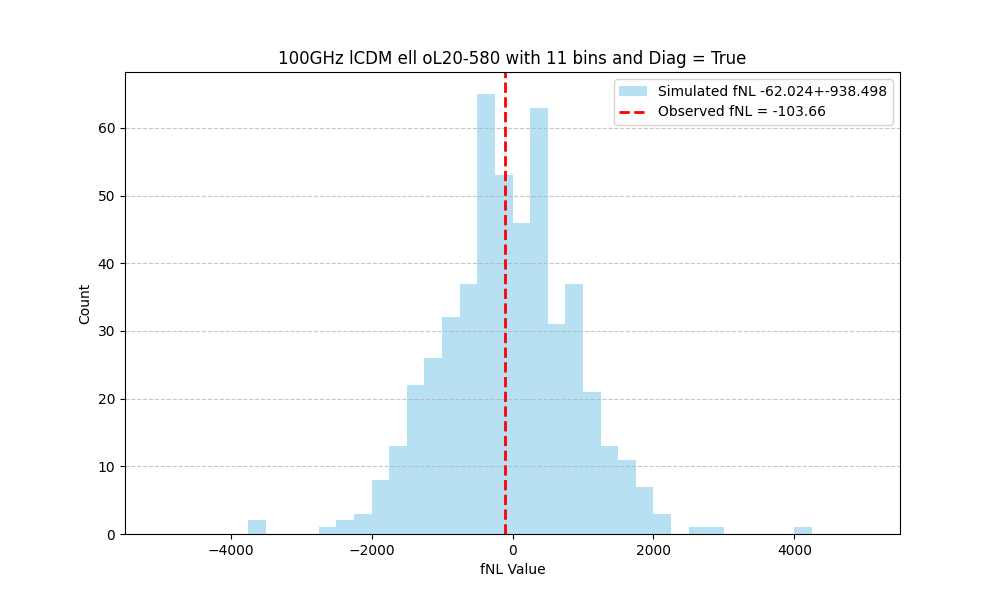 100GHz lCDM ell oL20-580 with 11 bins and Diag = True
Simulated fNL -62.024+-938.498
Observed fNL = -103.66
60
50
40
30
20
10
0
Count
−4000
−2000
0
2000
4000
fNL Value